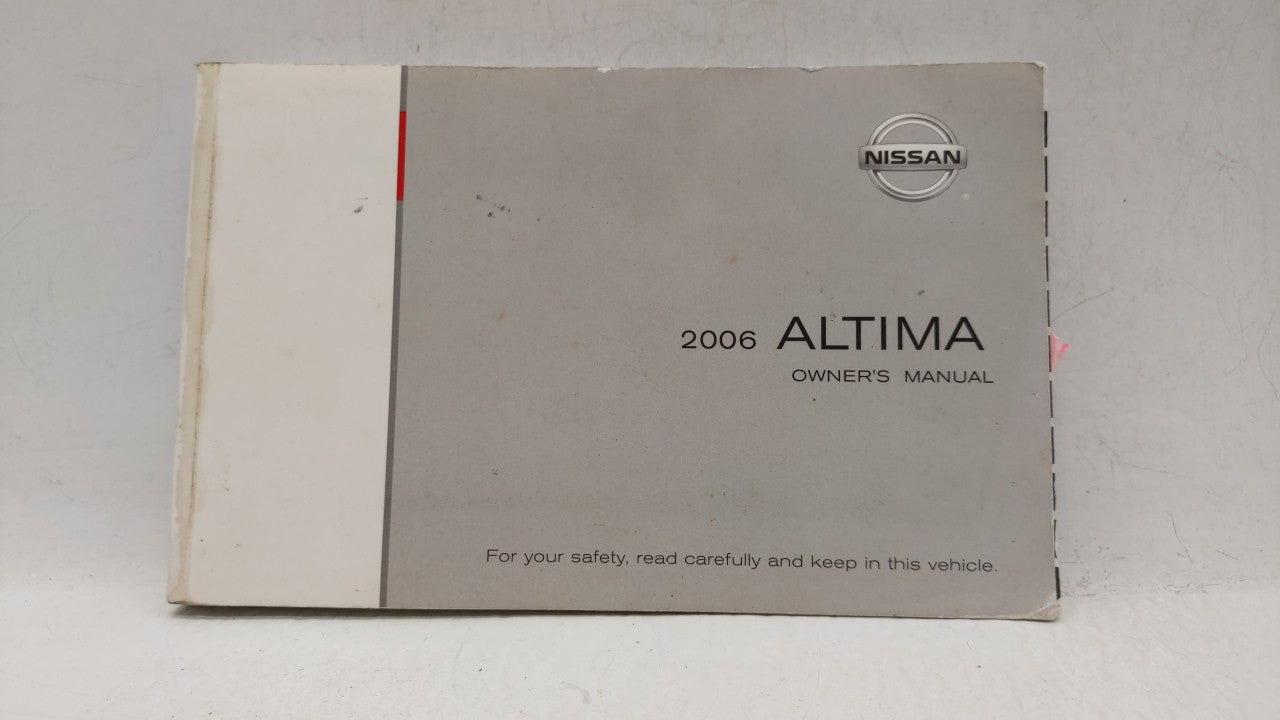 NISSAN
2006 ALTIMA
OWNER'S MANUAL
For your safety, read carefully and keep in this vehicle.